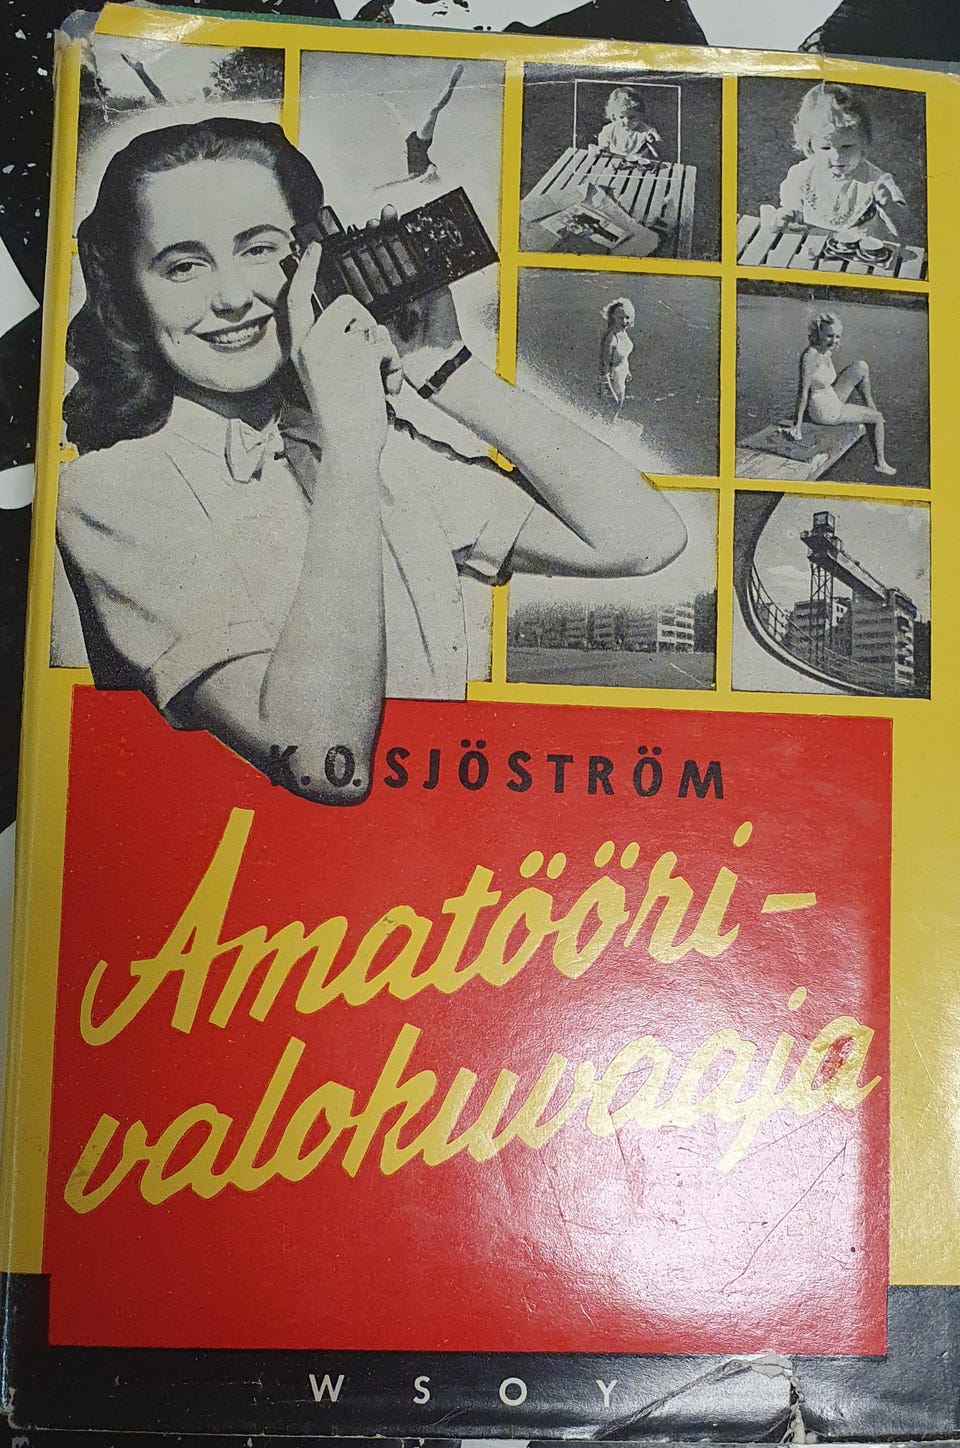 K.O. SJÖSTRÖM
Amatööri-
valokuvaaja
WSOY